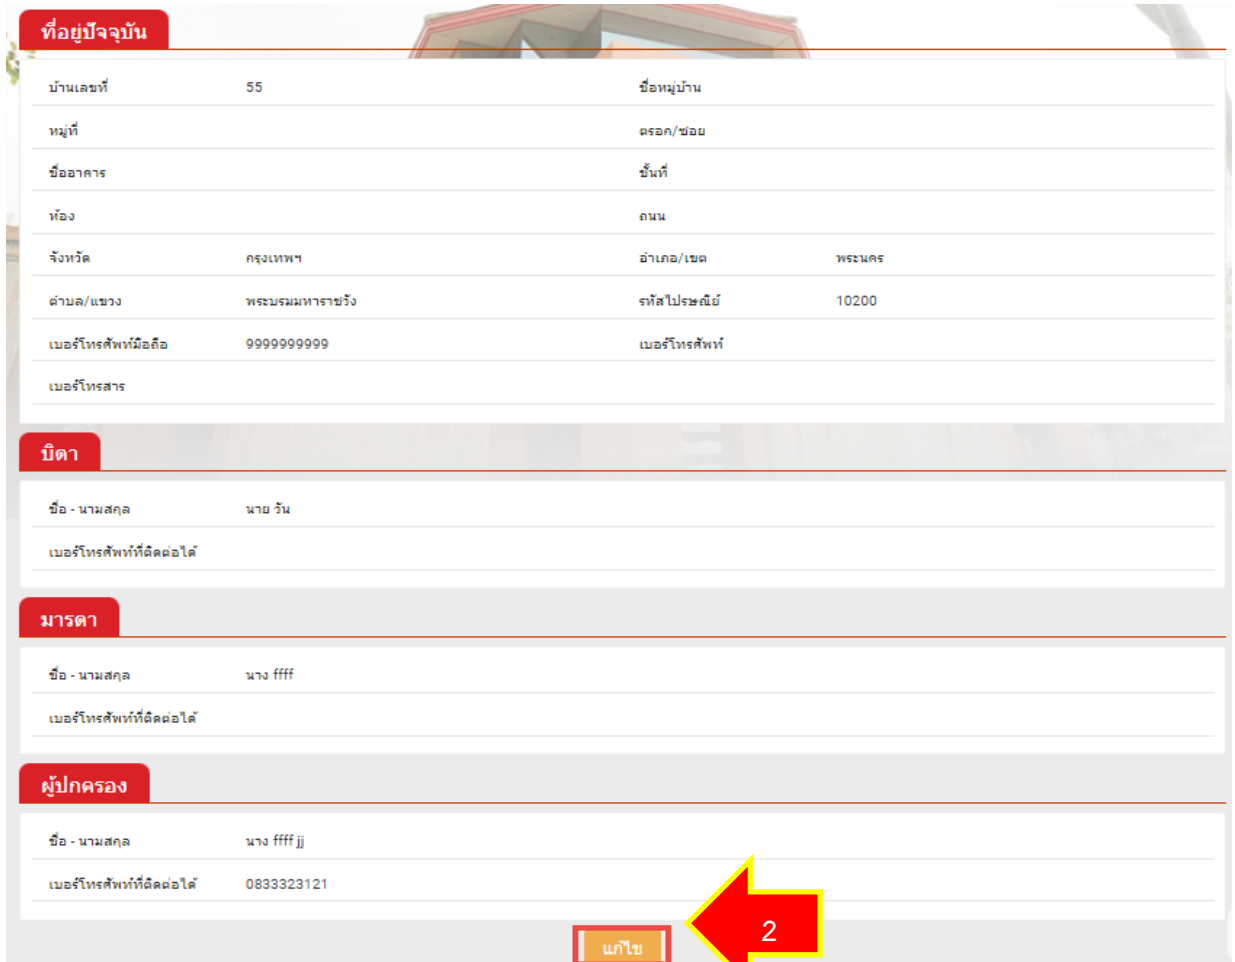 ที่อยู่ปัจจุบัน
บ้านเลขที่ 55 ชื่อหมู่บ้าน
หมู่ที่ ตรอก/ซอย
ชื่ออาคาร ชั้นที่
ห้อง ถนน
จังหวัด กรุงเทพฯ อำเภอ/เขต พระนคร
ตำบล/แขวง พระบรมมหาราชวัง รหัสไปรษณีย์ 10200
เบอร์โทรศัพท์มือถือ 9999999999 เบอร์โทรศัพท์
เบอร์โทรสาร
บิดา
ชื่อ - นามสกุล นาย วัน
เบอร์โทรศัพท์ที่ติดต่อได้
มารดา
ชื่อ - นามสกุล นาง ffff
เบอร์โทรศัพท์ที่ติดต่อได้
ผู้ปกครอง
ชื่อ - นามสกุล นาง ffff jj
เบอร์โทรศัพท์ที่ติดต่อได้ 0833323121
แก้ไข 2